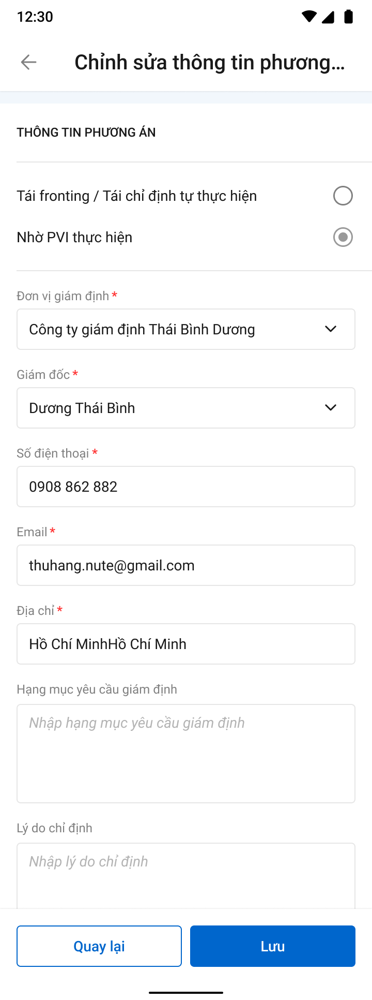 12:30
Chỉnh sửa thông tin phương...
THÔNG TIN PHƯƠNG ÁN
Tái fronting / Tái chỉ định tự thực hiện
Nhờ PVI thực hiện
Đơn vị giám định *
Công ty giám định Thái Bình Dương
Giám đốc *
Dương Thái Bình
Số điện thoại *
0908 862 882
Email *
thuhang.nute@gmail.com
Địa chỉ *
Hồ Chí MinhHồ Chí Minh
Hạng mục yêu cầu giám định
Nhập hạng mục yêu cầu giám định
Lý do chỉ định
Nhập lý do chỉ định
Quay lại
Lưu